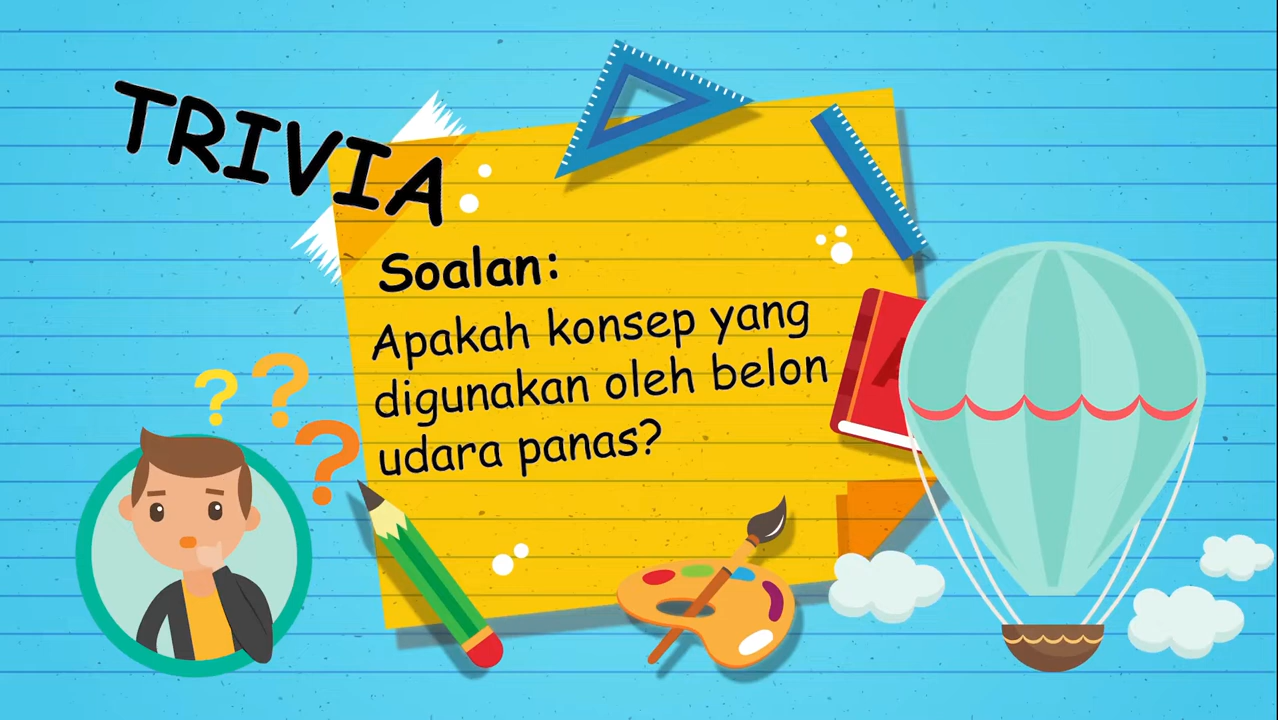 TRIVIA
Soalan:
Apakah konsep yang
digunakan oleh belon
udara panas?
???
A